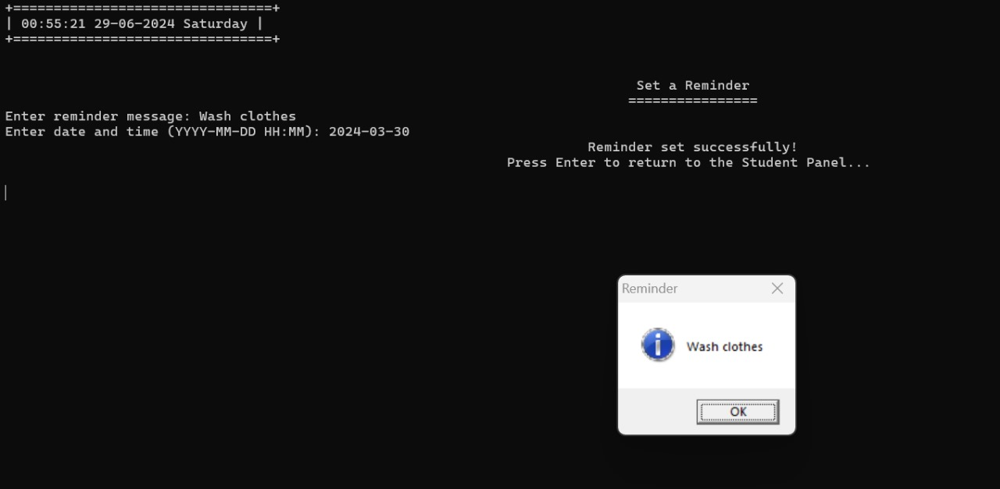 +================================+
| 00:55:21 29-06-2024 Saturday |
+================================+
Set a Reminder
================
Enter reminder message: Wash clothes
Enter date and time (YYYY-MM-DD HH:MM): 2024-03-30
Reminder set successfully!
Press Enter to return to the Student Panel...
Reminder
Wash clothes
OK